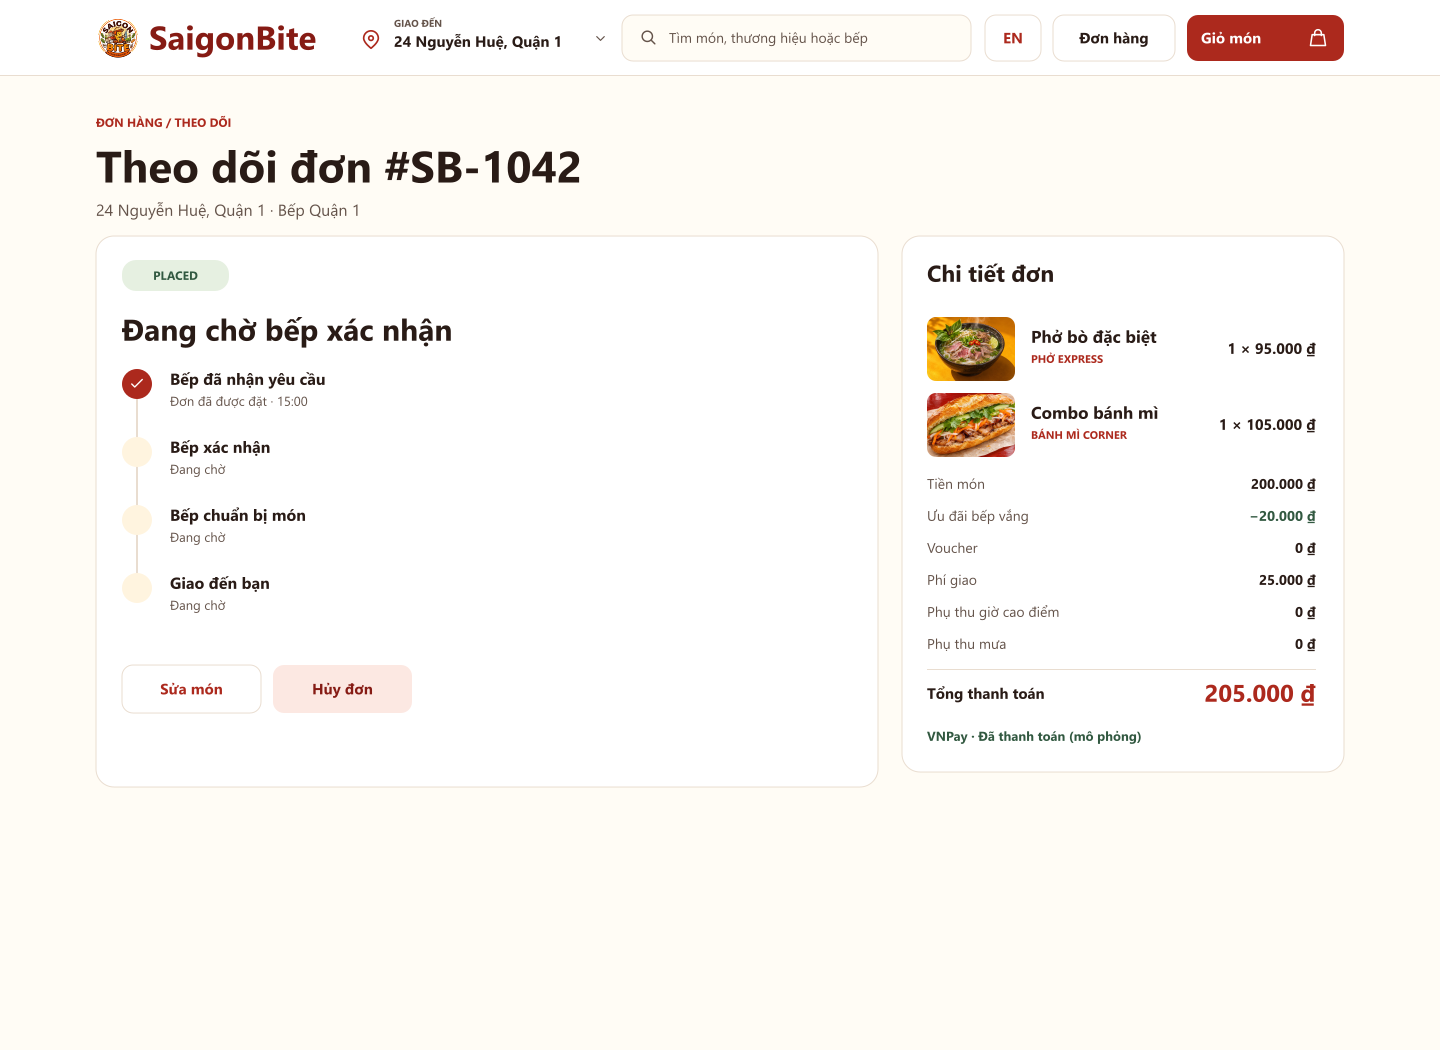 SAIGON BITE
SaigonBite
GIAO ĐẾN
24 Nguyễn Huệ, Quận 1
Tìm món, thương hiệu hoặc bếp
EN
Đơn hàng
Giỏ món
ĐƠN HÀNG / THEO DÕI
Theo dõi đơn #SB-1042
24 Nguyễn Huệ, Quận 1 · Bếp Quận 1
PLACED
Đang chờ bếp xác nhận
Bếp đã nhận yêu cầu
Đơn đã được đặt · 15:00
Bếp xác nhận
Đang chờ
Bếp chuẩn bị món
Đang chờ
Giao đến bạn
Đang chờ
Sửa món
Hủy đơn
Chi tiết đơn
Phở bò đặc biệt
PHỞ EXPRESS
1 × 95.000 ₫
Combo bánh mì
BÁNH MÌ CORNER
1 × 105.000 ₫
Tiền món 200.000 ₫
Ưu đãi bếp vắng −20.000 ₫
Voucher 0 ₫
Phí giao 25.000 ₫
Phụ thu giờ cao điểm 0 ₫
Phụ thu mưa 0 ₫
Tổng thanh toán 205.000 ₫
VNPay · Đã thanh toán (mô phỏng)